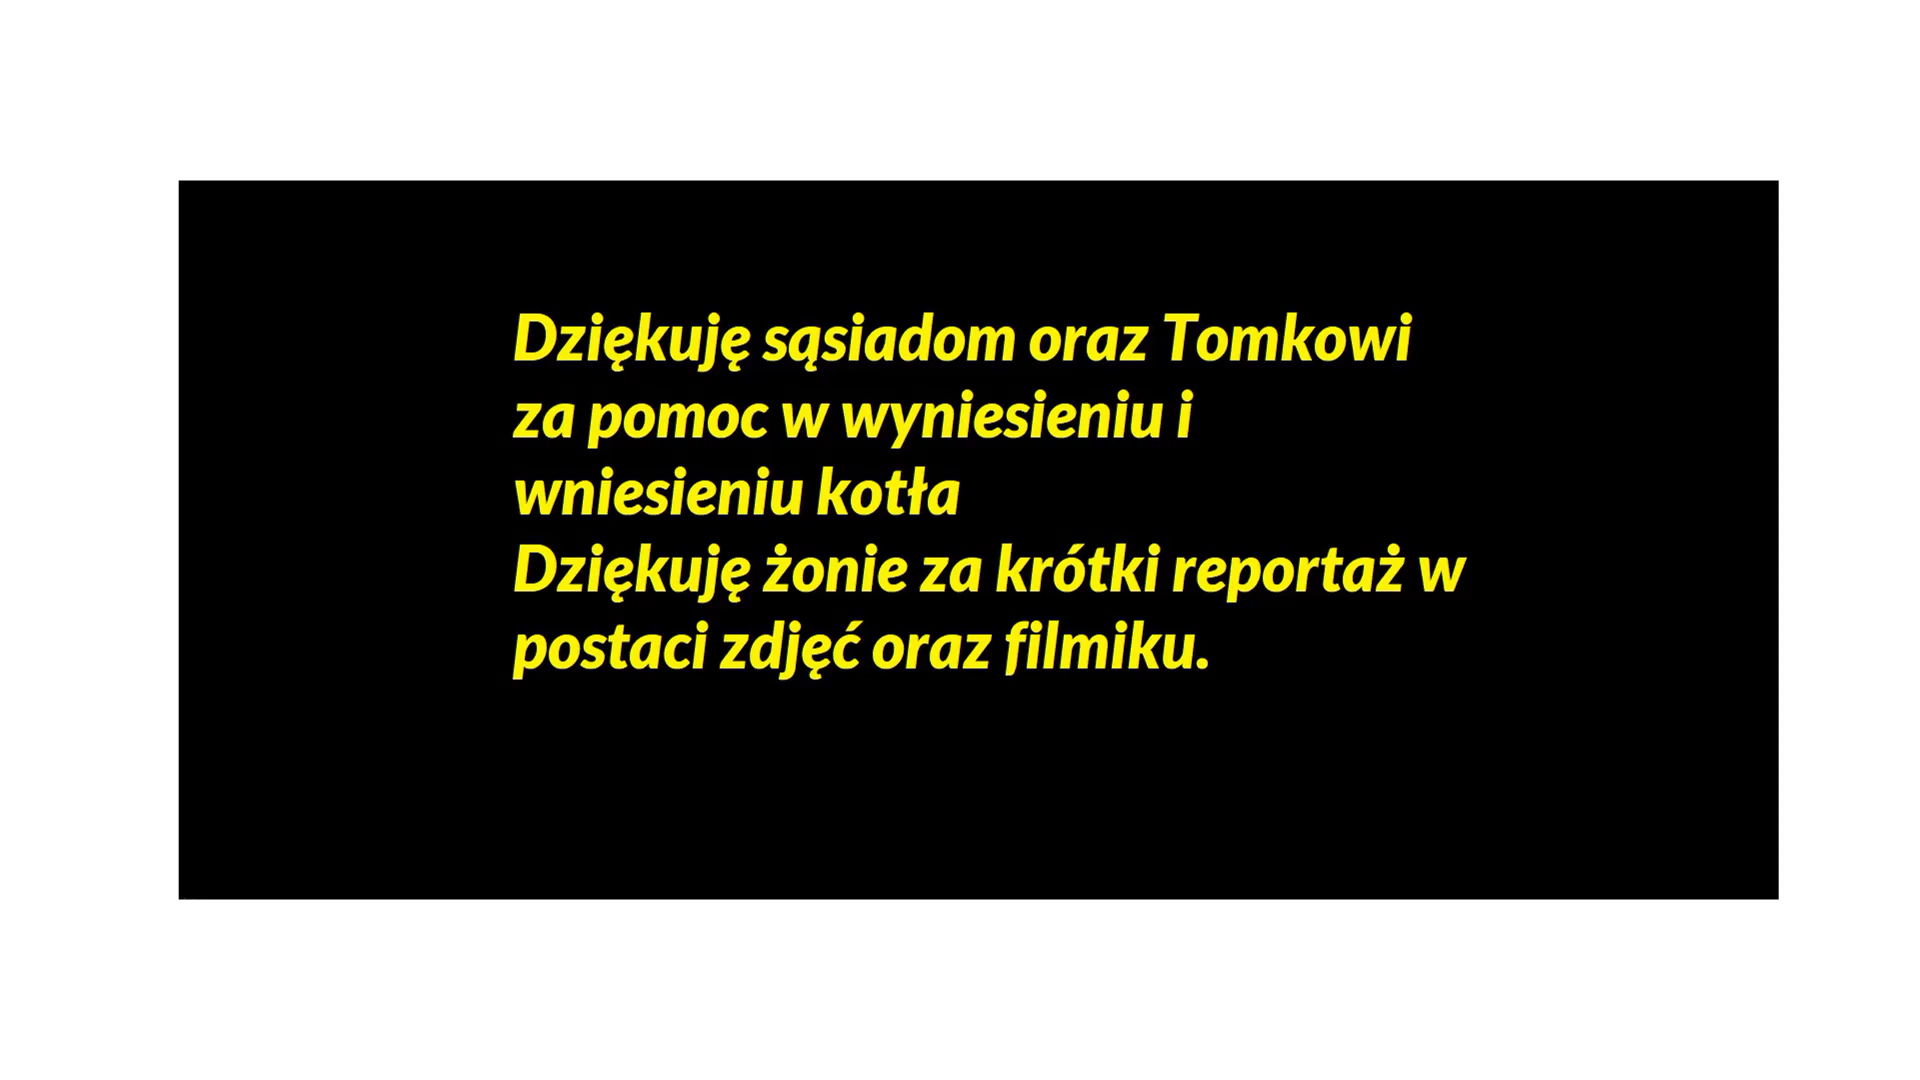 Dziękuję sąsiadom oraz Tomkowi
za pomoc w wyniesieniu i
wniesieniu kotła
Dziękuję żonie za krótki reportaż w
postaci zdjęć oraz filmiku.